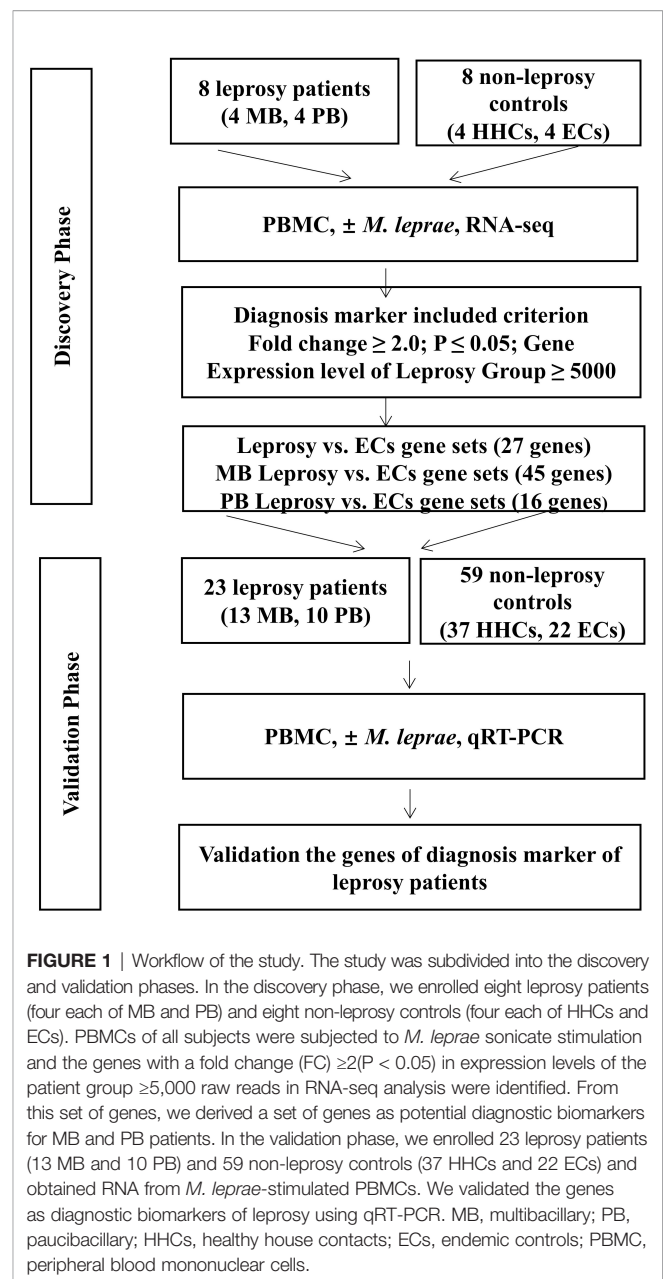 Discovery Phase
8 leprosy patients
(4 MB, 4 PB)
8 non-leprosy
controls
(4 HHCs, 4 ECs)
PBMC, ± M. leprae, RNA-seq
Diagnosis marker included criterion
Fold change ≥ 2.0; P ≤ 0.05; Gene
Expression level of Leprosy Group ≥ 5000
Leprosy vs. ECs gene sets (27 genes)
MB Leprosy vs. ECs gene sets (45 genes)
PB Leprosy vs. ECs gene sets (16 genes)
Validation Phase
23 leprosy patients
(13 MB, 10 PB)
59 non-leprosy
controls
(37 HHCs, 22 ECs)
PBMC, ± M. leprae, qRT-PCR
Validation the genes of diagnosis marker of
leprosy patients
FIGURE 1 | Workflow of the study. The study was subdivided into the discovery
and validation phases. In the discovery phase, we enrolled eight leprosy patients
(four each of MB and PB) and eight non-leprosy controls (four each of HHCs and
ECs). PBMCs of all subjects were subjected to M. leprae sonicate stimulation
and the genes with a fold change (FC) ≥2(P < 0.05) in expression levels of the
patient group ≥5,000 raw reads in RNA-seq analysis were identified. From
this set of genes, we derived a set of genes as potential diagnostic biomarkers
for MB and PB patients. In the validation phase, we enrolled 23 leprosy patients
(13 MB and 10 PB) and 59 non-leprosy controls (37 HHCs and 22 ECs) and
obtained RNA from M. leprae-stimulated PBMCs. We validated the genes
as diagnostic biomarkers of leprosy using qRT-PCR. MB, multibacillary; PB,
paucibacillary; HHCs, healthy house contacts; ECs, endemic controls; PBMC,
peripheral blood mononuclear cells.